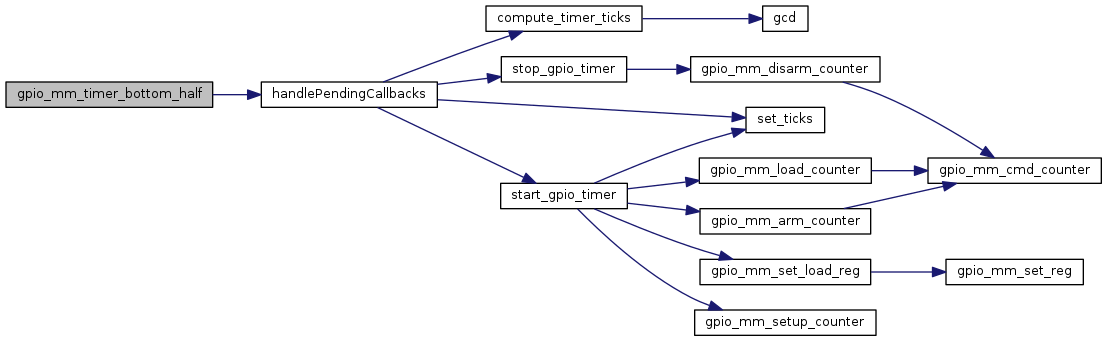 gpio_mm_timer_bottom_half
handlePendingCallbacks
compute_timer_ticks
gcd
stop_gpio_timer
gpio_mm_disarm_counter
set_ticks
start_gpio_timer
gpio_mm_load_counter
gpio_mm_cmd_counter
gpio_mm_arm_counter
gpio_mm_set_load_reg
gpio_mm_set_reg
gpio_mm_setup_counter